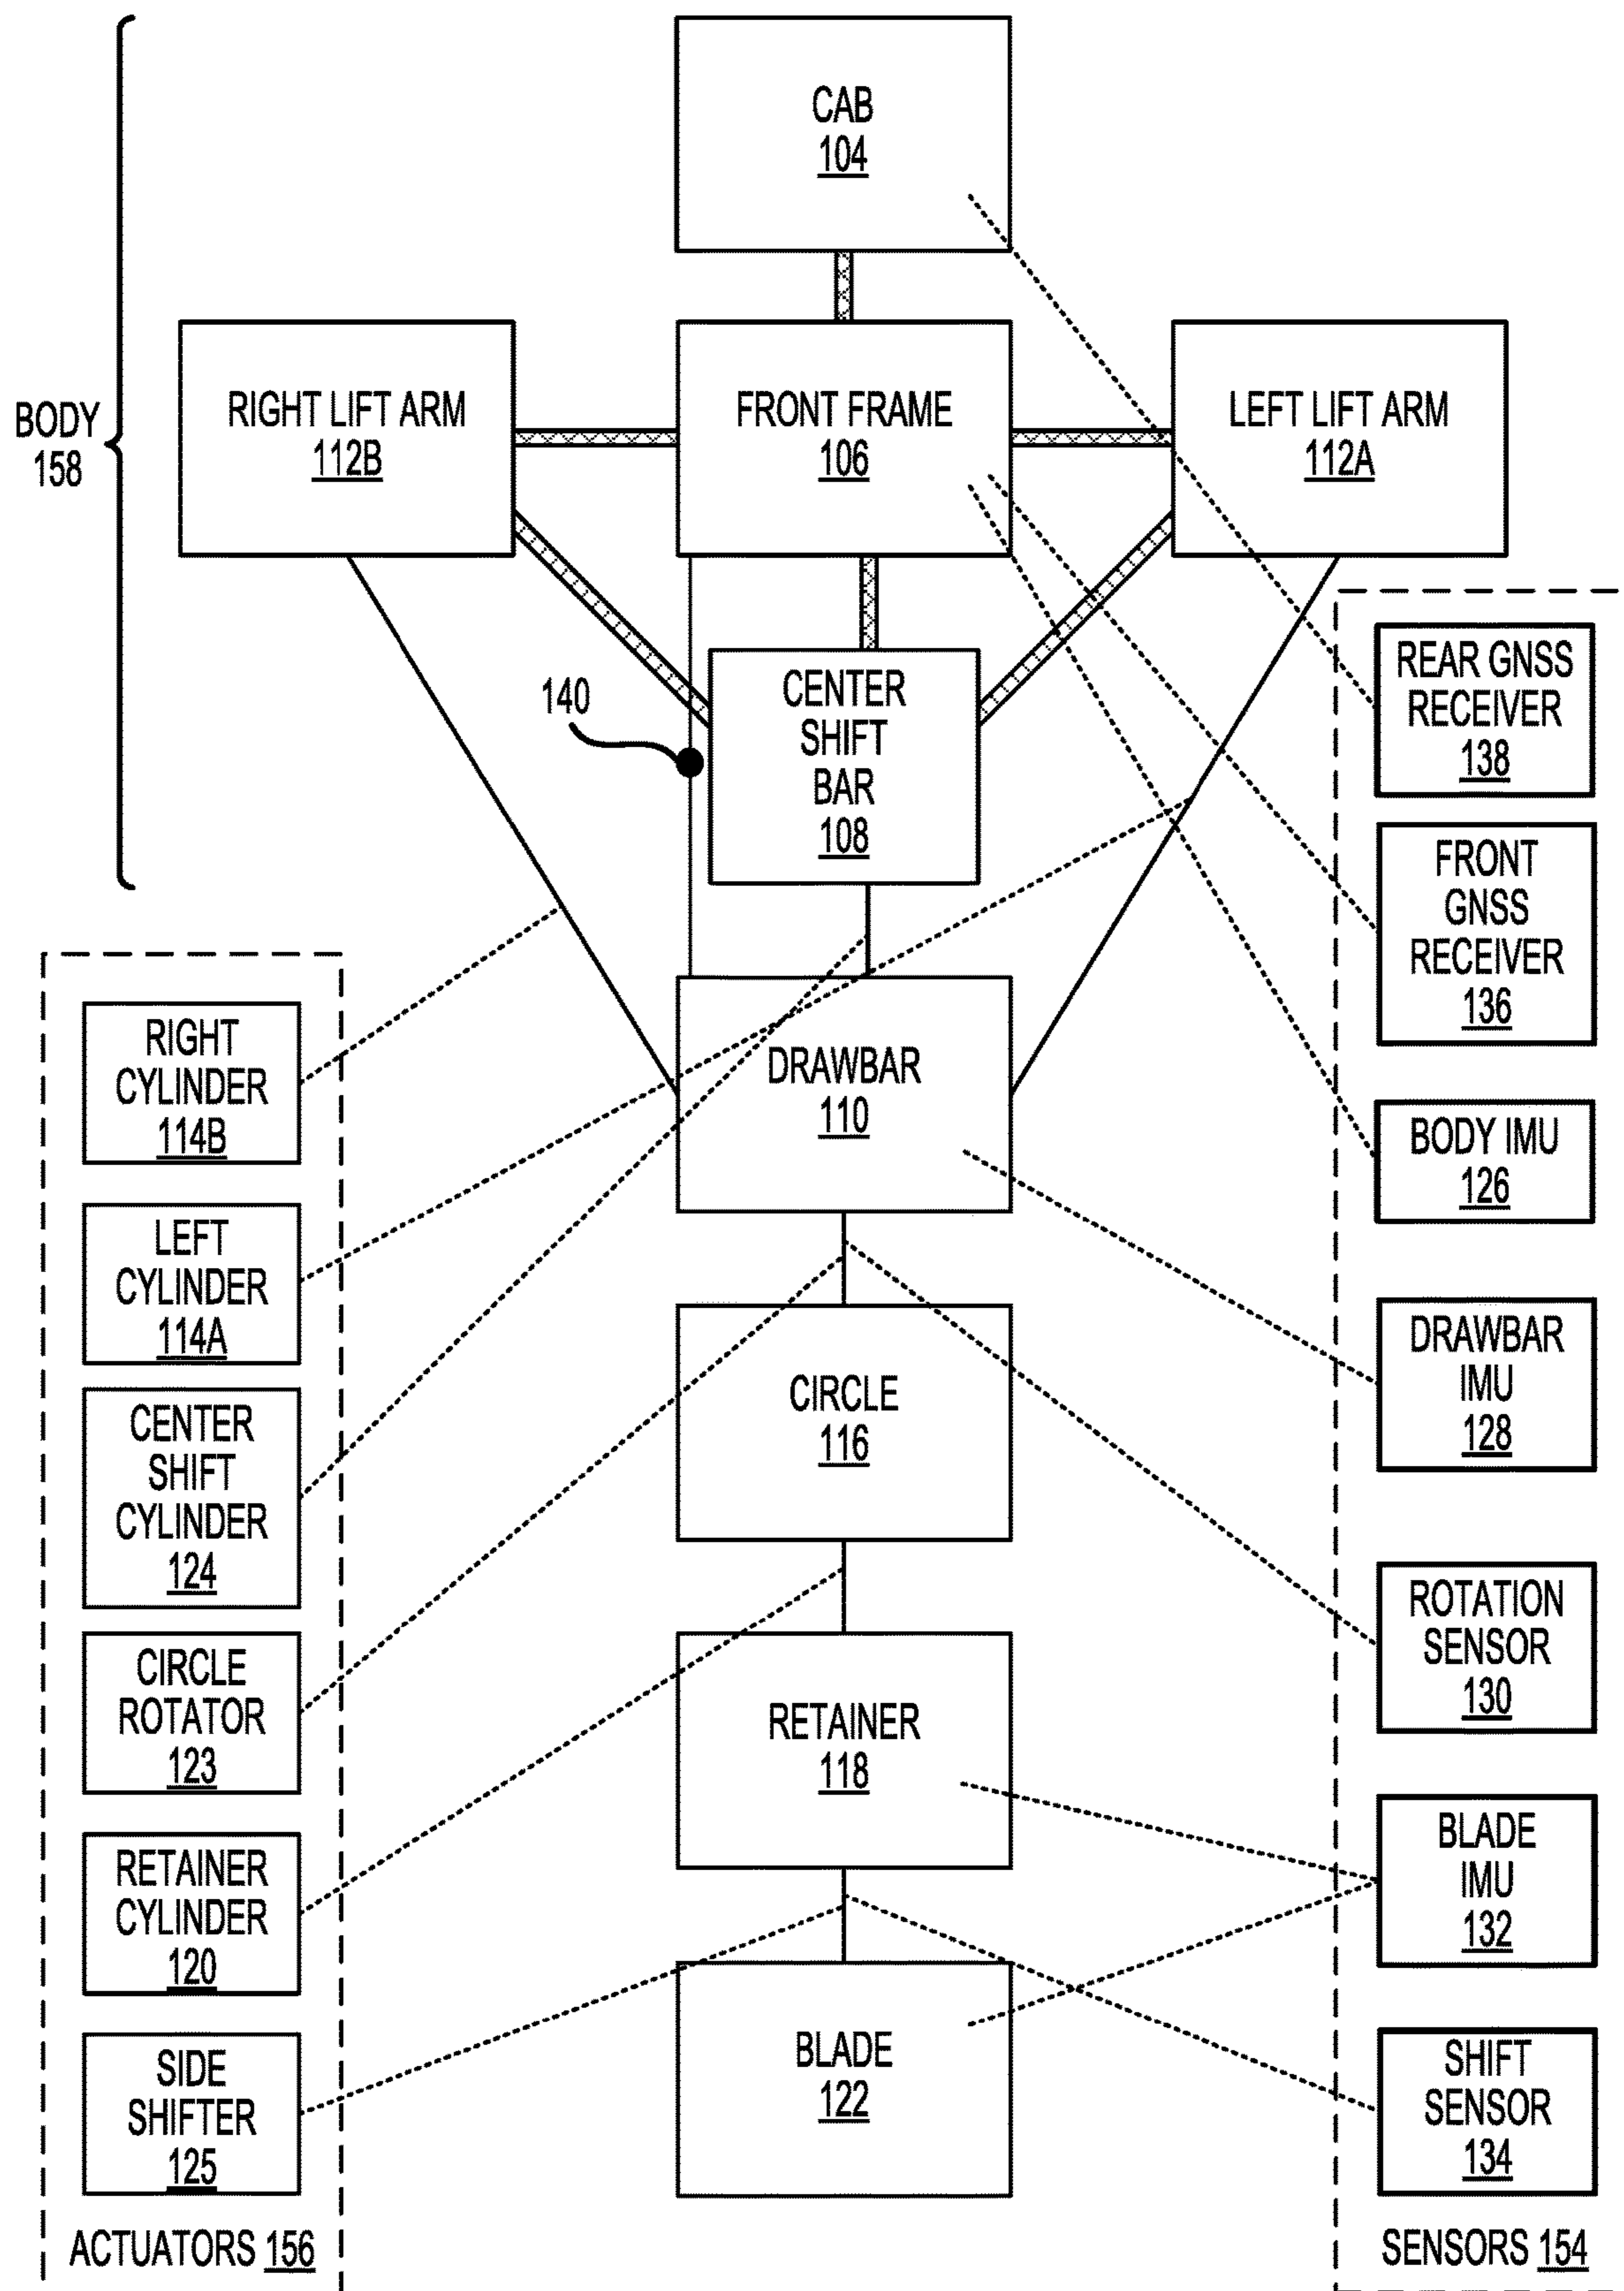 CAB
104
BODY
158
RIGHT LIFT ARM
112B
FRONT FRAME
106
LEFT LIFT ARM
112A
140
CENTER
SHIFT
BAR
108
DRAWBAR
110
CIRCLE
116
RETAINER
118
BLADE
122
RIGHT
CYLINDER
114B
LEFT
CYLINDER
114A
CENTER
SHIFT
CYLINDER
124
CIRCLE
ROTATOR
123
RETAINER
CYLINDER
120
SIDE
SHIFTER
125
ACTUATORS 156
REAR GNSS
RECEIVER
138
FRONT
GNSS
RECEIVER
136
BODY IMU
126
DRAWBAR
IMU
128
ROTATION
SENSOR
130
BLADE
IMU
132
SHIFT
SENSOR
134
SENSORS 154